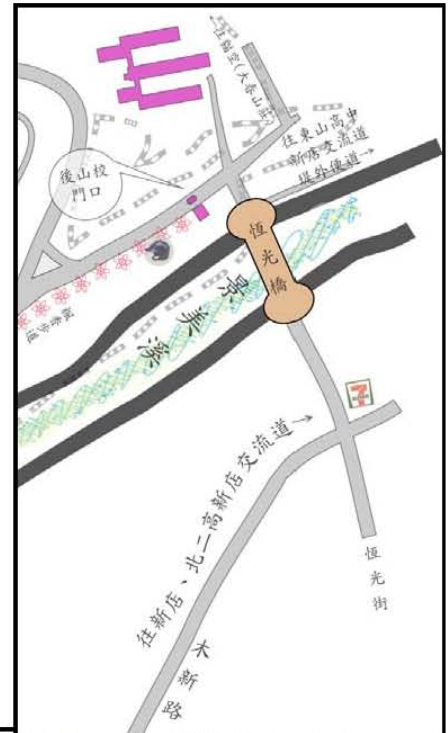 往東山高中
新店交流道
堤外便道→
後山校
門口
恆光橋
景美溪
7
往新店、北二高新店交流道→
恆光街
木新路